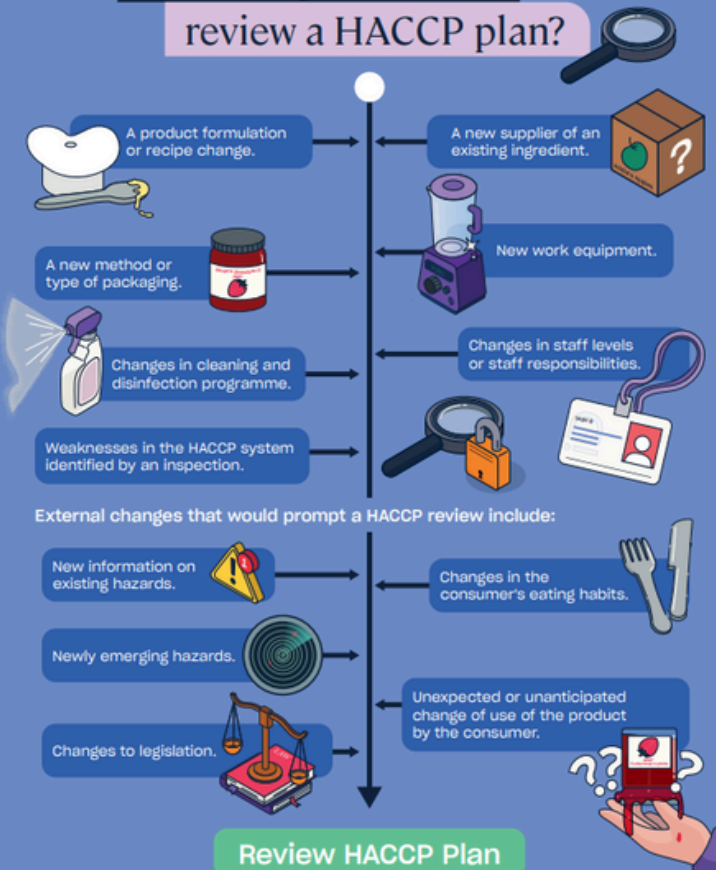 review a HACCP plan?
A product formulation
or recipe change.
A new supplier of an
existing ingredient.
?
New work equipment.
A new method or
type of packaging.
Changes in staff levels
or staff responsibilities.
Changes in cleaning and
disinfection programme.
Weaknesses in the HACCP system
identified by an inspection.
External changes that would prompt a HACCP review include:
New information on
existing hazards.
!
Changes in the
consumer's eating habits.
Newly emerging hazards.
Unexpected or unanticipated
change of use of the product
by the consumer.
Changes to legislation.
LAW
???
Review HACCP Plan